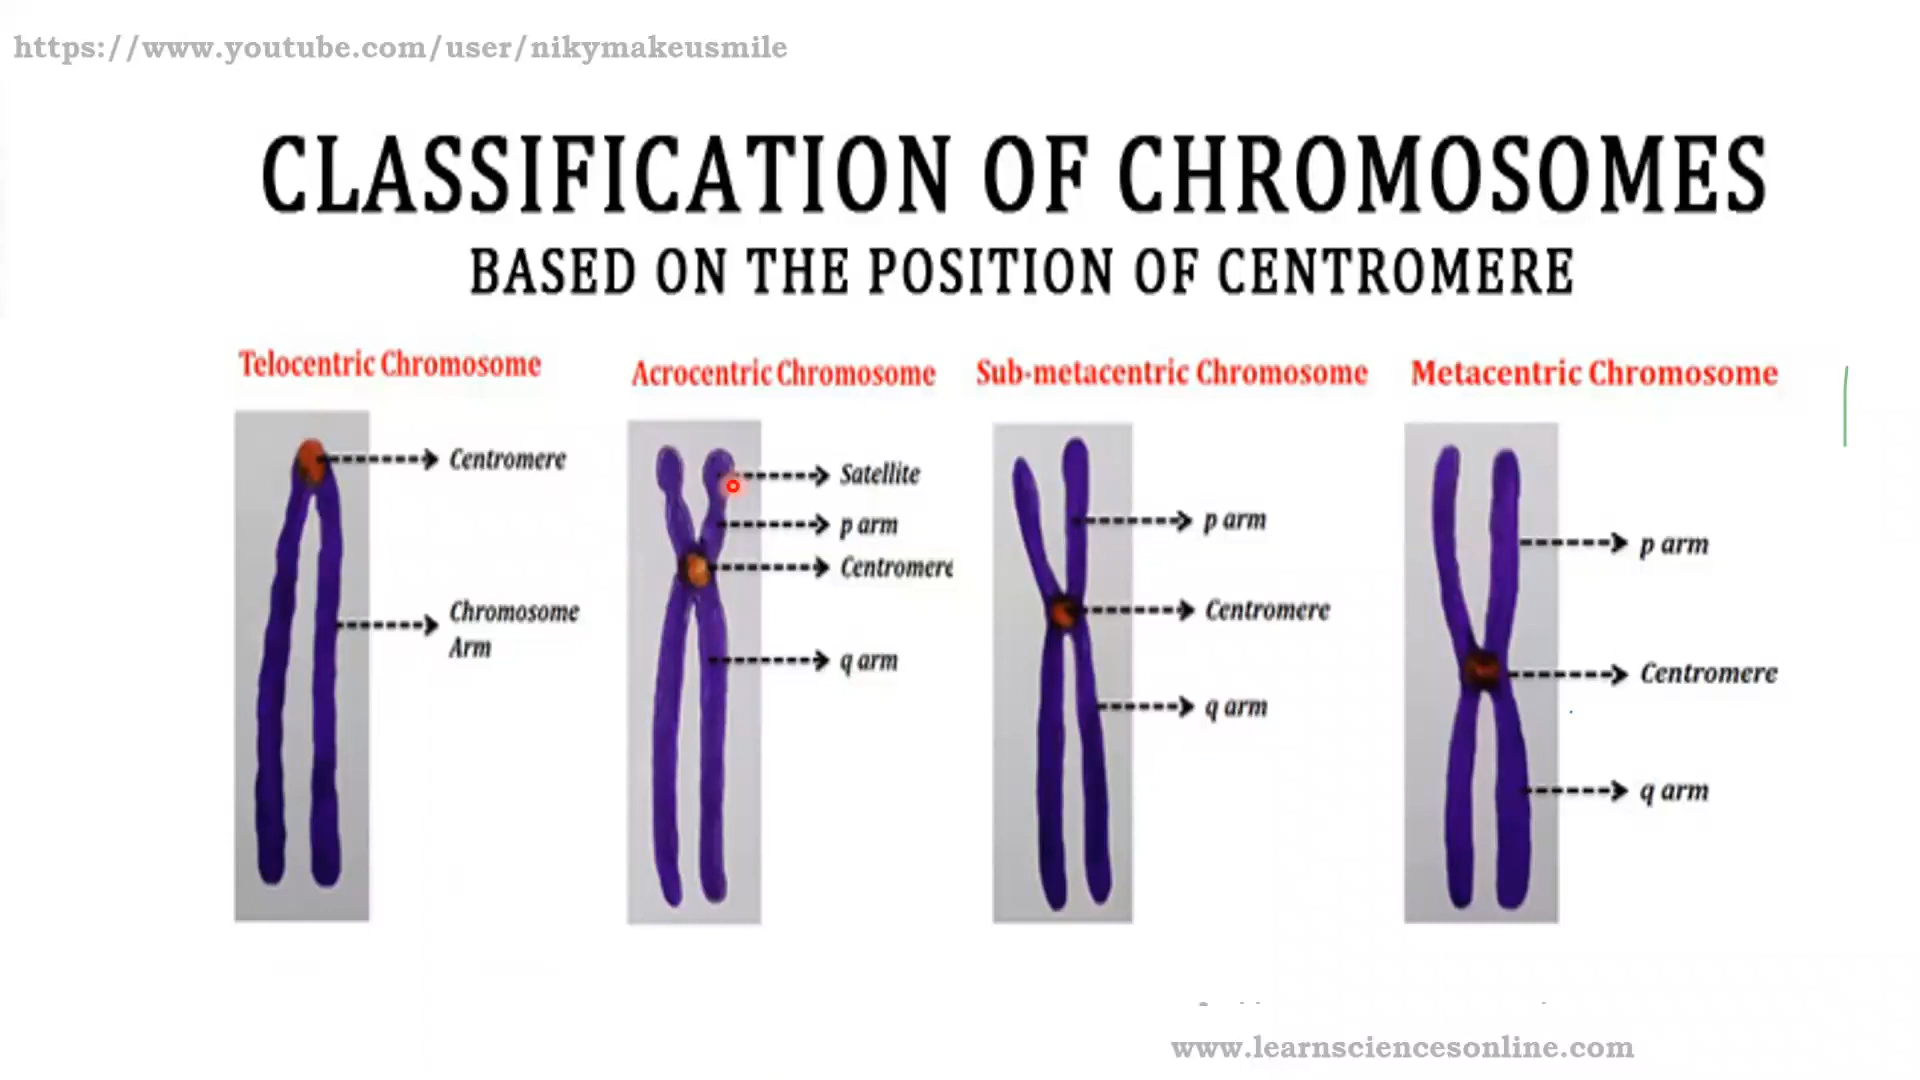 https://www.youtube.com/user/nikymakeusmile
CLASSIFICATION OF CHROMOSOMES
BASED ON THE POSITION OF CENTROMERE
Telocentric Chromosome
Centromere
Chromosome
Arm
Acrocentric Chromosome
Satellite
p arm
Centromere
q arm
Sub-metacentric Chromosome
p arm
Centromere
q arm
Metacentric Chromosome
p arm
Centromere
q arm
www.learnsciencesonline.com